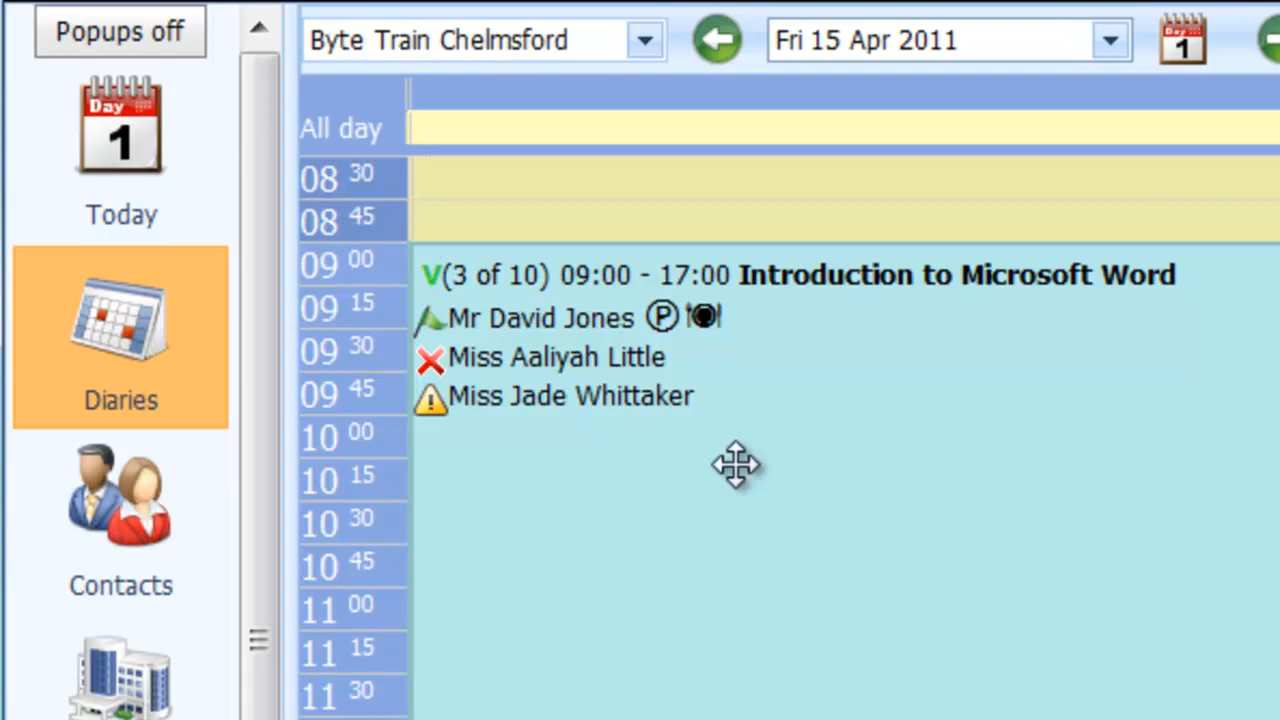 Popups off
Byte Train Chelmsford
Fri 15 Apr 2011
Day
1
Day
1
Today
Diaries
Contacts
All day
08 30
08 45
09 00
09 15
09 30
09 45
10 00
10 15
10 30
10 45
11 00
11 15
11 30
V(3 of 10) 09:00 - 17:00 Introduction to Microsoft Word
Mr David Jones P
Miss Aaliyah Little
Miss Jade Whittaker